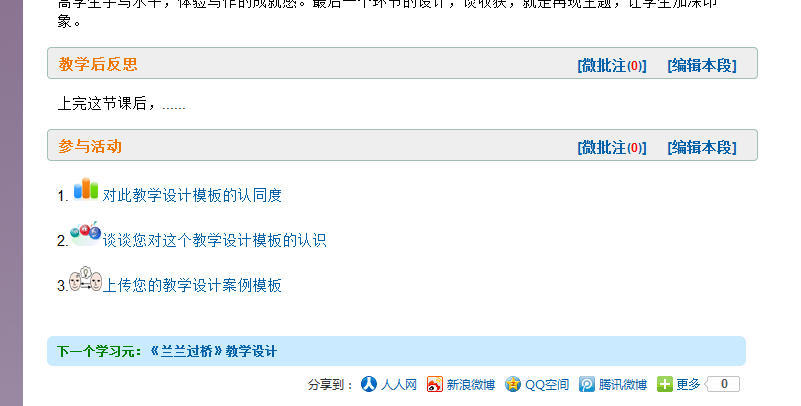 高学生手写水平，体验写作的成就感。最后一个环节的设计，谈收获，就是再现主题，让学生加深印
象。
教学后反思 [微批注(0)] [编辑本段]
上完这节课后，......
参与活动 [微批注(0)] [编辑本段]
1. 对此教学设计模板的认同度
2. 谈谈您对这个教学设计模板的认识
3. 上传您的教学设计案例模板
下一个学习元：《兰兰过桥》教学设计
分享到： 人人网 新浪微博 QQ空间 腾讯微博 更多 0